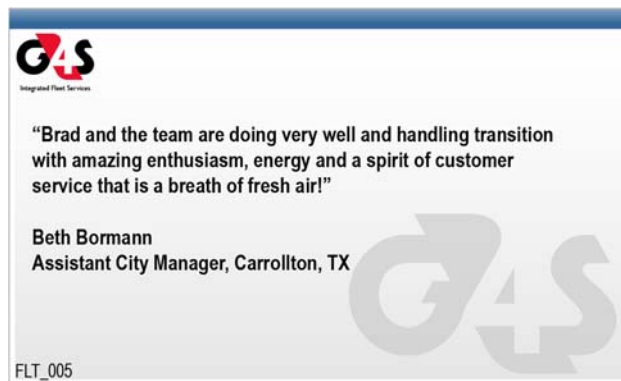 G4S
Integrated Fleet Services
“Brad and the team are doing very well and handling transition
with amazing enthusiasm, energy and a spirit of customer
service that is a breath of fresh air!”
Beth Bormann
Assistant City Manager, Carrollton, TX
G4S
FLT_005